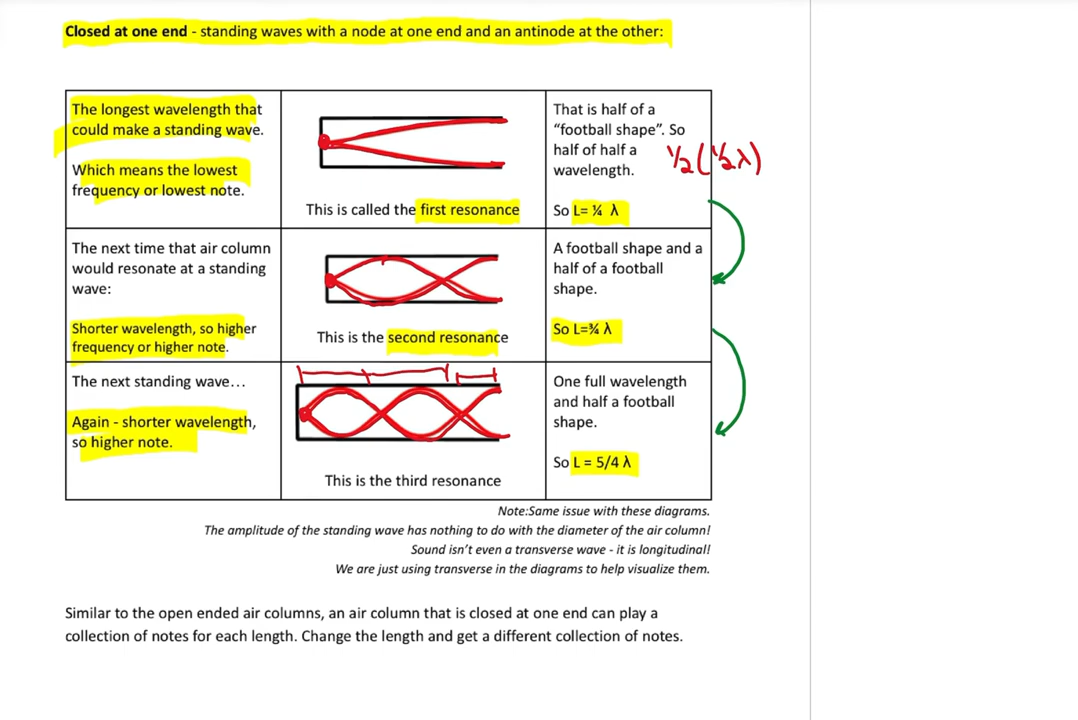 Closed at one end - standing waves with a node at one end and an antinode at the other:
The longest wavelength that
could make a standing wave.
Which means the lowest
frequency or lowest note.
This is called the first resonance
That is half of a
“football shape”. So
half of half a
wavelength.
½(½λ)
So L= ¼ λ
The next time that air column
would resonate at a standing
wave:
Shorter wavelength, so higher
frequency or higher note.
This is the second resonance
A football shape and a
half of a football
shape.
So L=¾ λ
The next standing wave…
Again - shorter wavelength,
so higher note.
This is the third resonance
One full wavelength
and half a football
shape.
So L = 5/4 λ
Note:Same issue with these diagrams.
The amplitude of the standing wave has nothing to do with the diameter of the air column!
Sound isn’t even a transverse wave - it is longitudinal!
We are just using transverse in the diagrams to help visualize them.
Similar to the open ended air columns, an air column that is closed at one end can play a
collection of notes for each length. Change the length and get a different collection of notes.